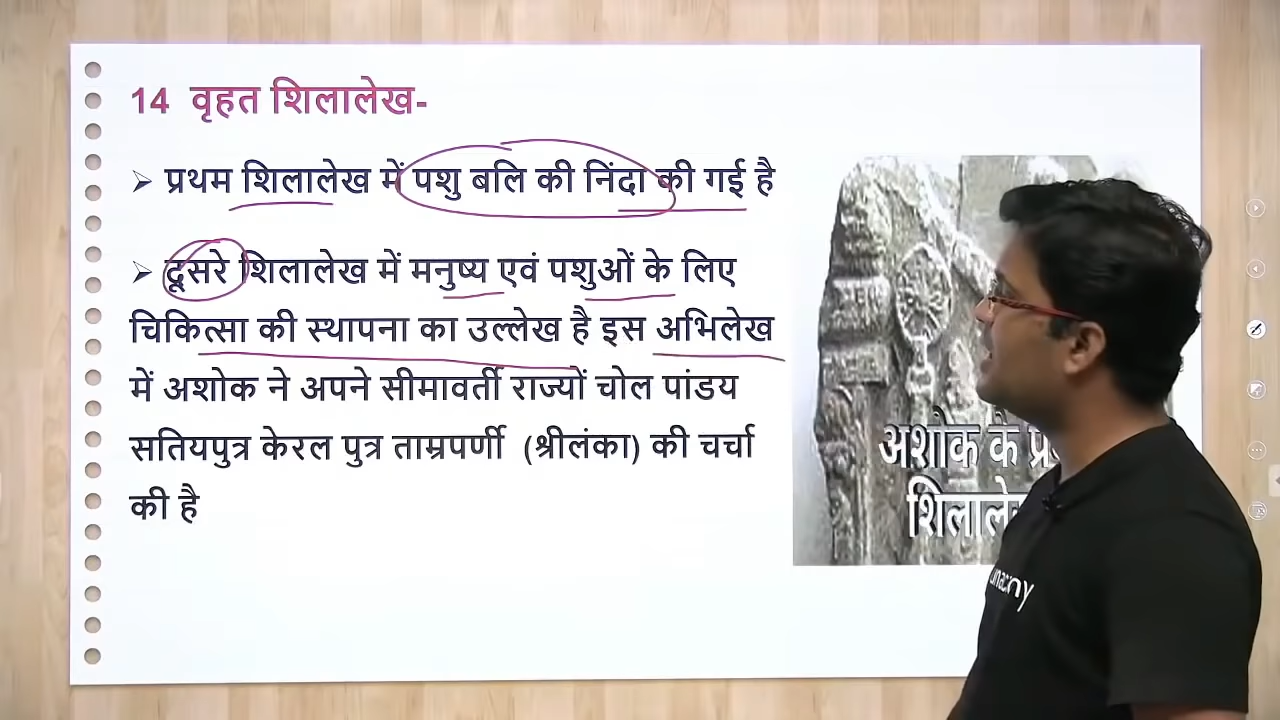 14 वृहत शिलालेख-
➢ प्रथम शिलालेख में पशु बलि की निंदा की गई है
➢ दूसरे शिलालेख में मनुष्य एवं पशुओं के लिए
चिकित्सा की स्थापना का उल्लेख है इस अभिलेख
में अशोक ने अपने सीमावर्ती राज्यों चोल पांडय
सतियपुत्र केरल पुत्र ताम्रपर्णी (श्रीलंका) की चर्चा
की है
अशोक के